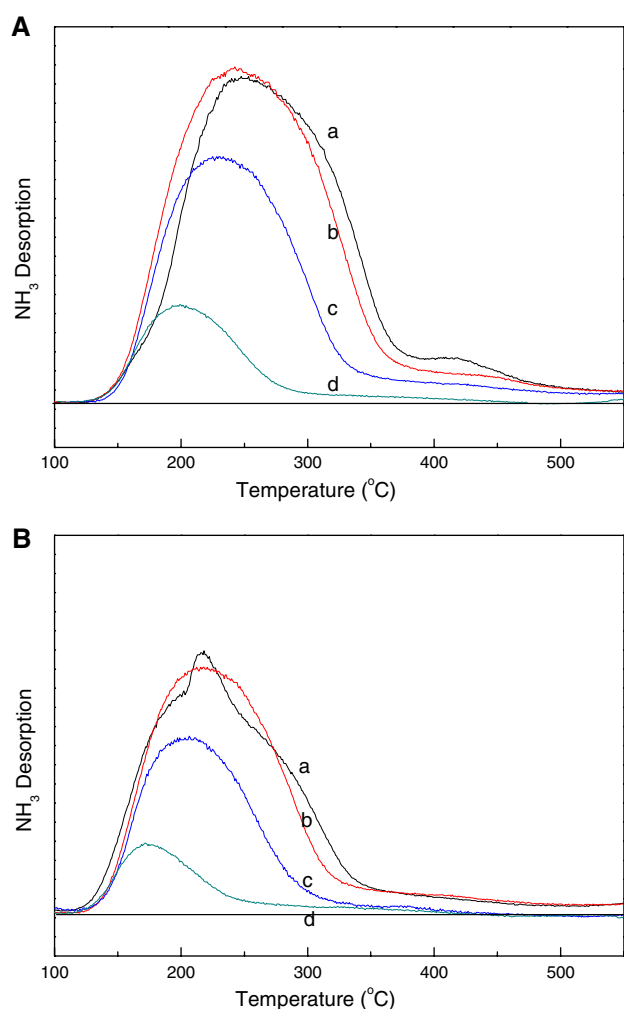 A
NH₃ Desorption
a
b
c
d
100 200 300 400 500
Temperature (°C)
B
NH₃ Desorption
a
b
c
d
100 200 300 400 500
Temperature (°C)